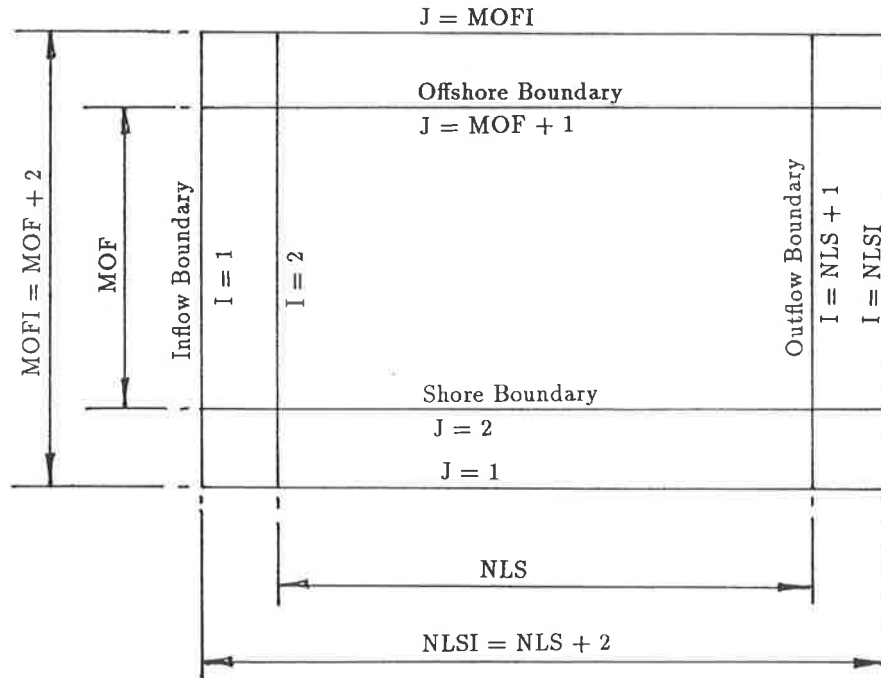 J = MOFI
Offshore Boundary
J = MOF + 1
MOFI = MOF + 2
MOF
Inflow Boundary
I = 1
I = 2
Outflow Boundary
I = NLS + 1
I = NLSI
Shore Boundary
J = 2
J = 1
NLS
NLSI = NLS + 2